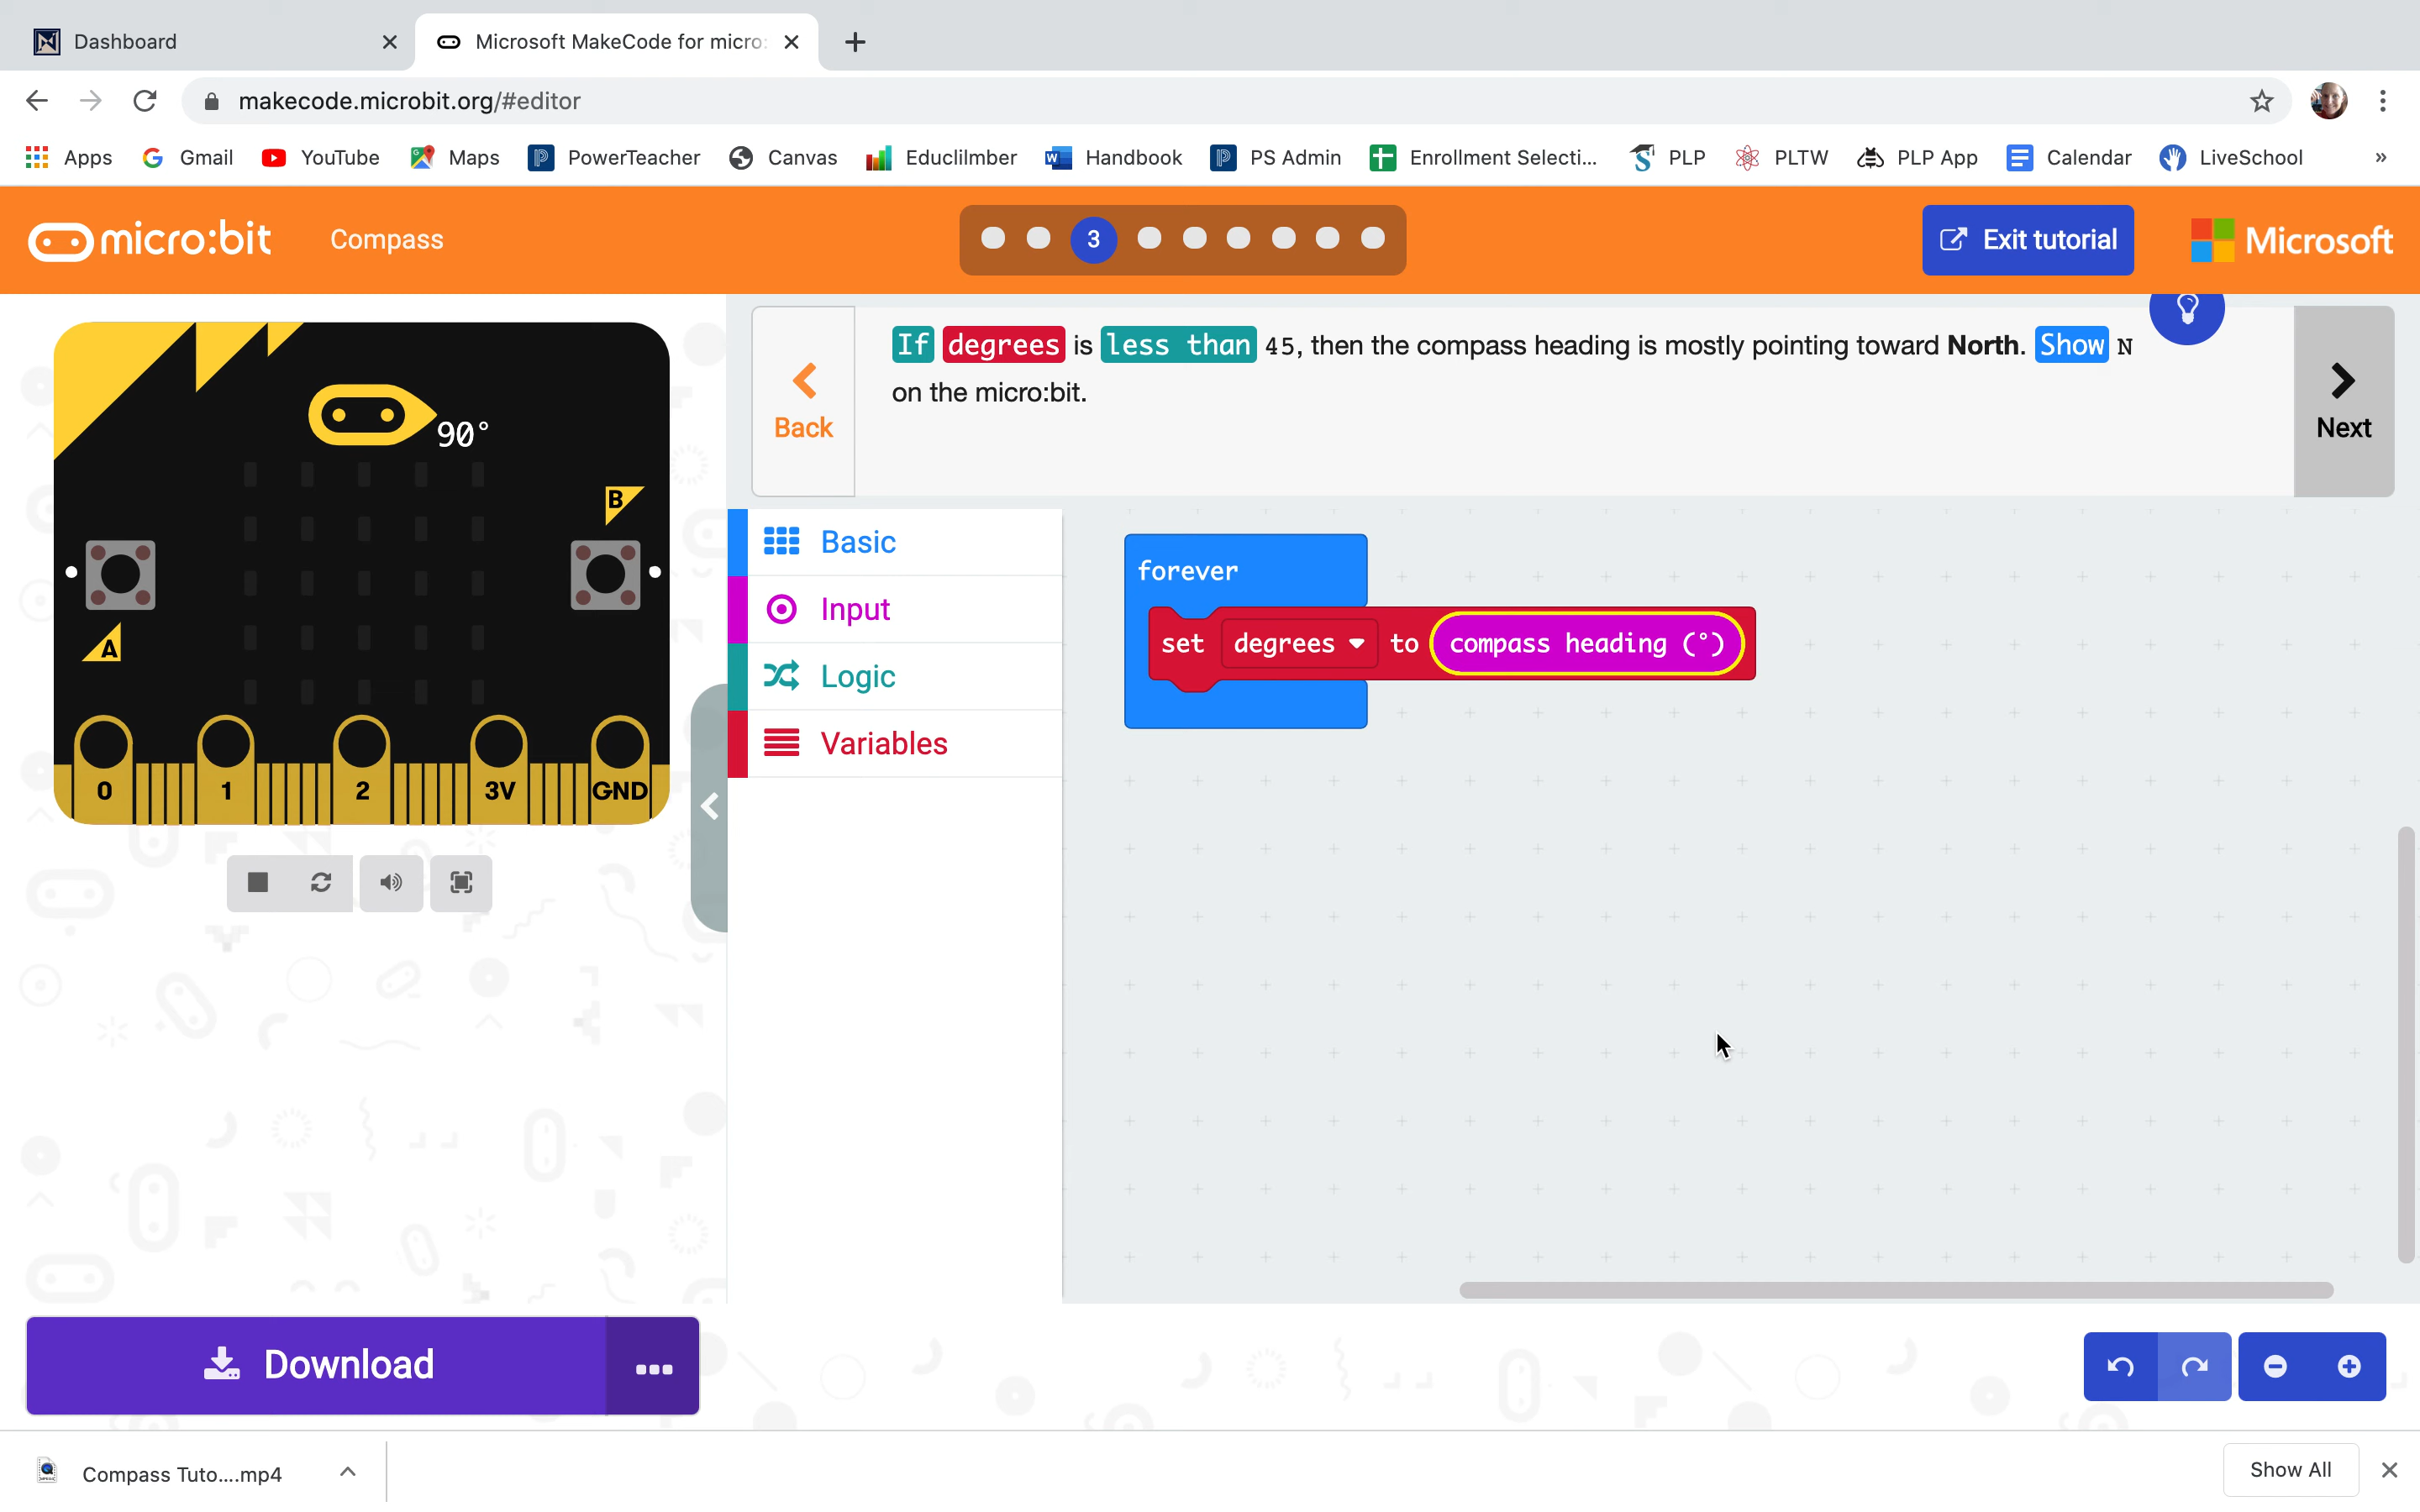 Dashboard
Microsoft MakeCode for micro:
makecode.microbit.org/#editor
Apps
Gmail
YouTube
Maps
PowerTeacher
Canvas
Educlilmber
Handbook
PS Admin
Enrollment Selecti...
PLP
PLTW
PLP App
Calendar
LiveSchool
»
micro:bit
Compass
3
Exit tutorial
Microsoft
Back
If degrees is less than 45, then the compass heading is mostly pointing toward North. Show N
on the micro:bit.
Next
90°
B
A
0
1
2
3V
GND
Basic
Input
Logic
Variables
forever
set degrees to compass heading (°)
Download
Compass Tuto....mp4
Show All